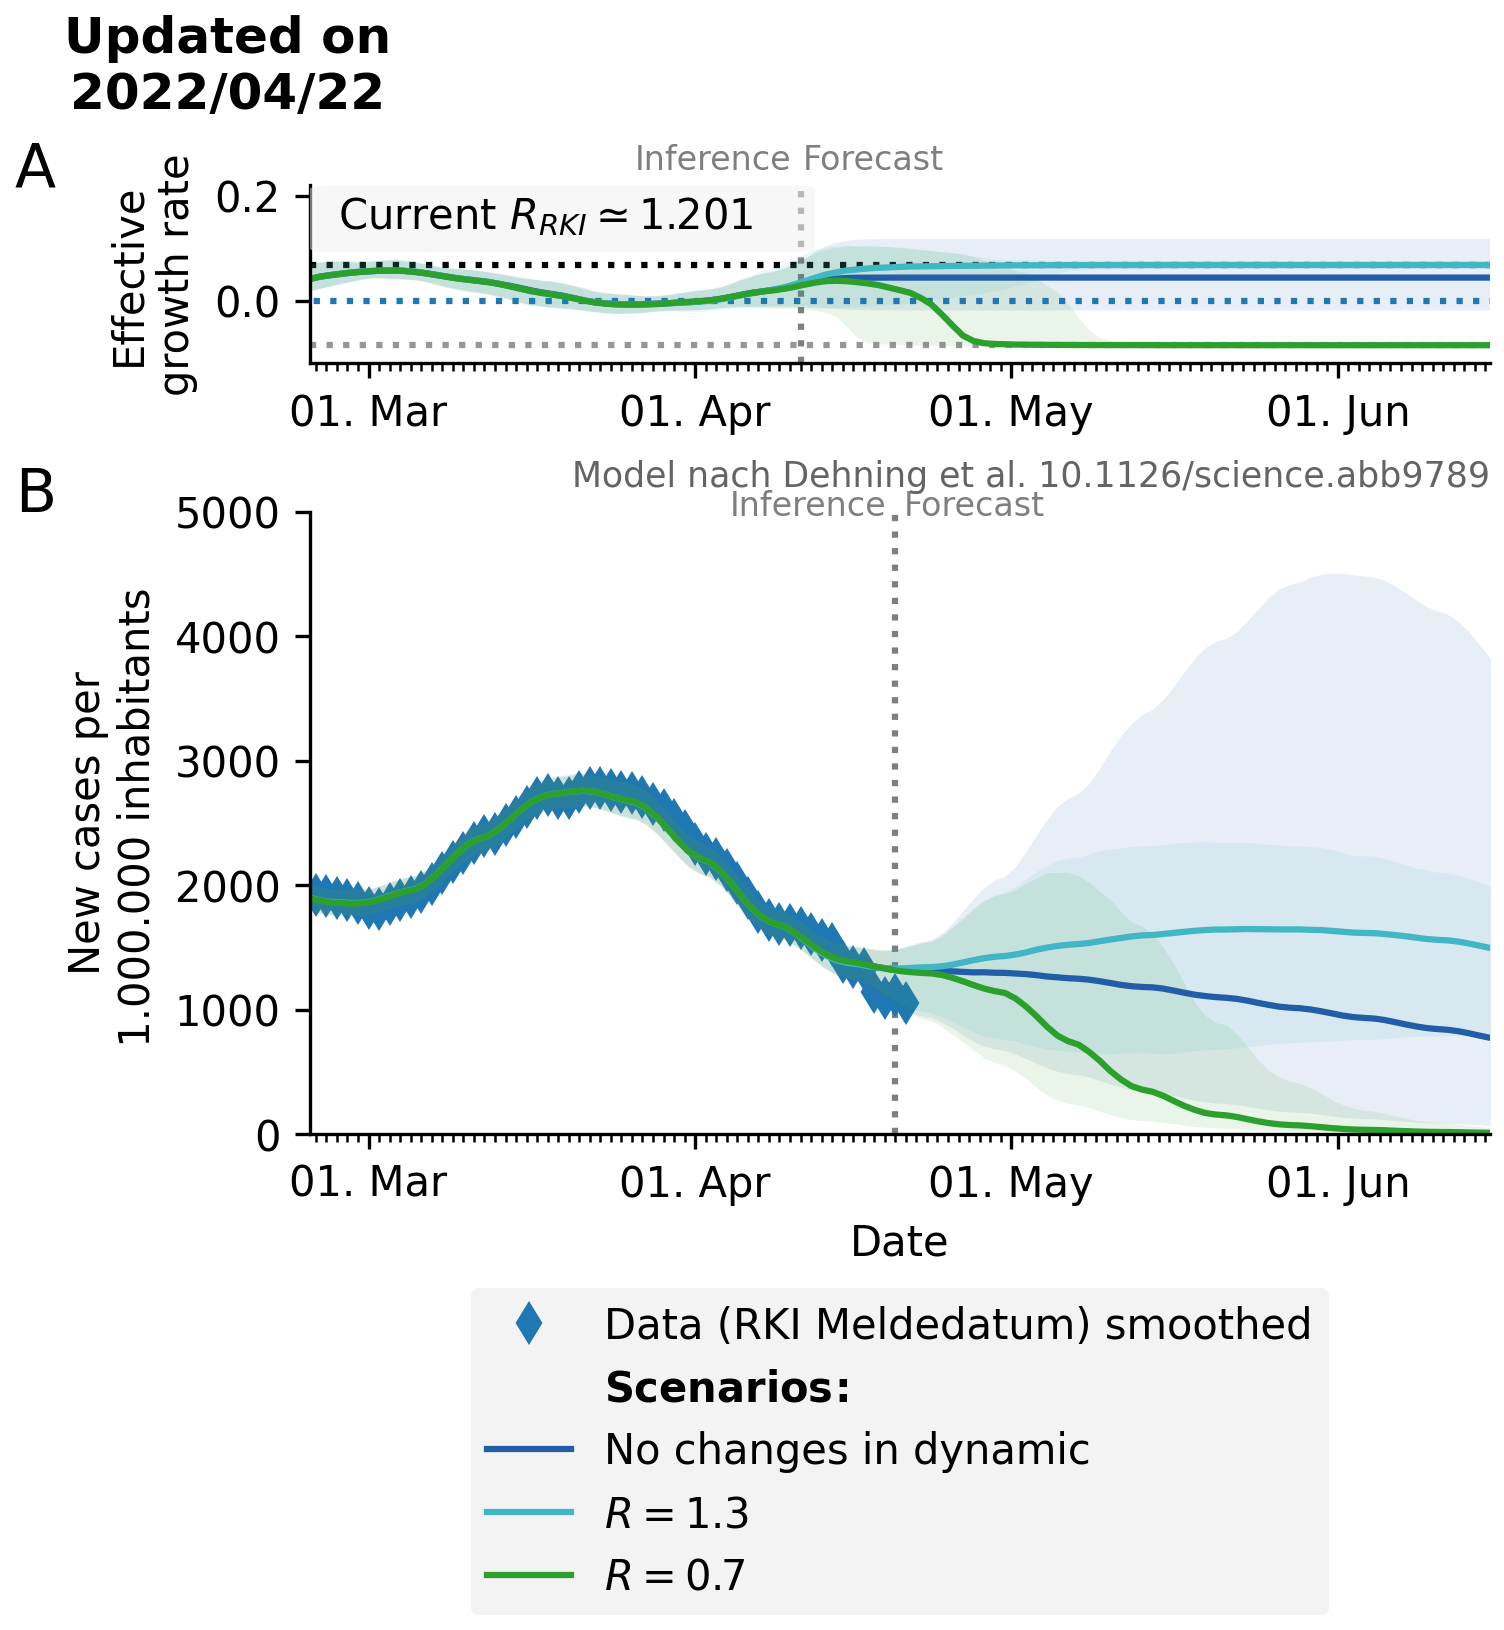 Updated on
2022/04/22
A
Inference Forecast
Effective
growth rate
0.2
0.0
Current R_RKI ≃ 1.201
01. Mar
01. Apr
01. May
01. Jun
B
Model nach Dehning et al. 10.1126/science.abb9789
Inference Forecast
New cases per
1.000.000 inhabitants
5000
4000
3000
2000
1000
0
01. Mar
01. Apr
01. May
01. Jun
Date
Data (RKI Meldedatum) smoothed
Scenarios:
No changes in dynamic
R = 1.3
R = 0.7